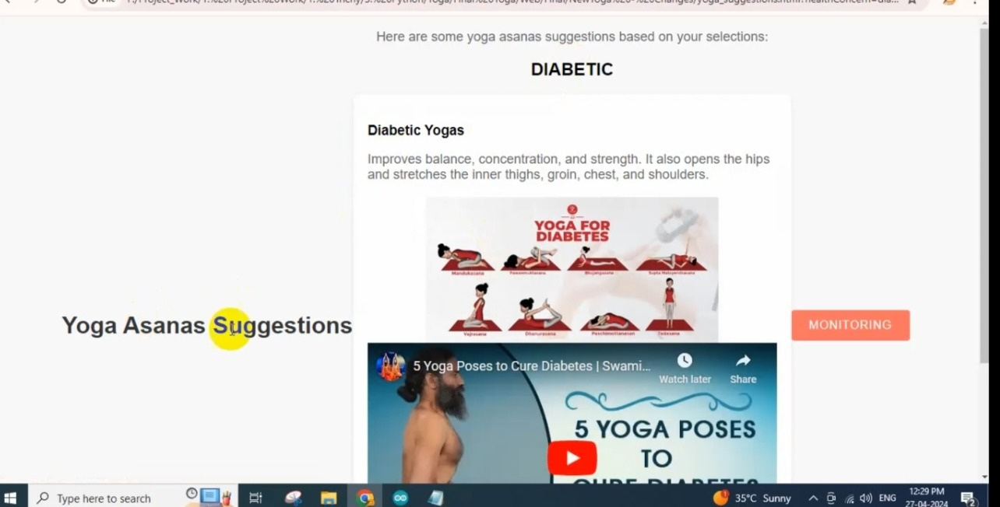 Here are some yoga asanas suggestions based on your selections:
DIABETIC
Diabetic Yogas
Improves balance, concentration, and strength. It also opens the hips
and stretches the inner thighs, groin, chest, and shoulders.
YOGA FOR
DIABETES
Mandukasana Pawanmuktasana Bhujangasana Supta Matsyendrasana
Vajrasana Dhanurasana Paschimottanasan Tadasana
Yoga Asanas Suggestions
MONITORING
5 Yoga Poses to Cure Diabetes | Swami...
Watch later Share
5 YOGA POSES
TO
CURE DIABETES
Type here to search
35°C Sunny
ENG
12:29 PM
27-04-2024
2